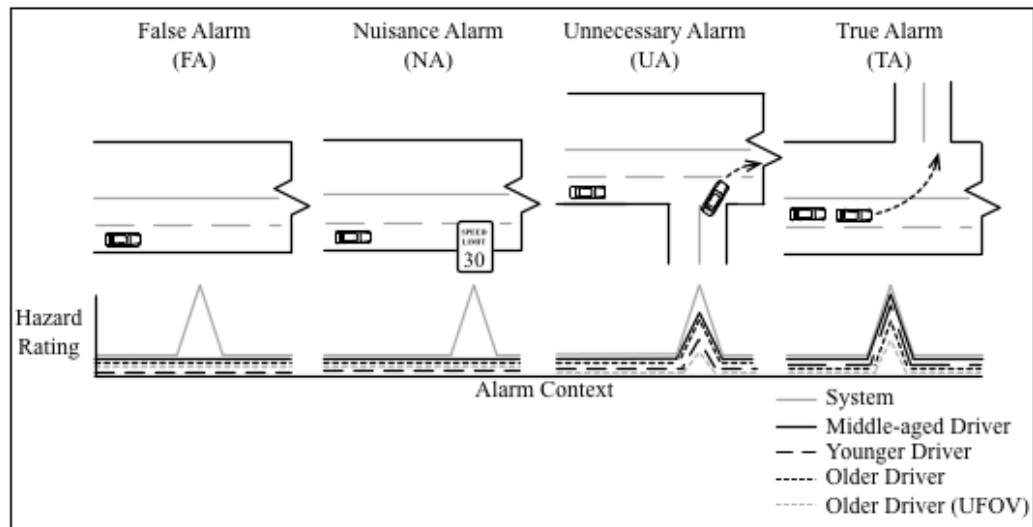 False Alarm
(FA)
Nuisance Alarm
(NA)
Unnecessary Alarm
(UA)
True Alarm
(TA)
SPEED
LIMIT
30
Hazard
Rating
Alarm Context
System
Middle-aged Driver
Younger Driver
Older Driver
Older Driver (UFOV)